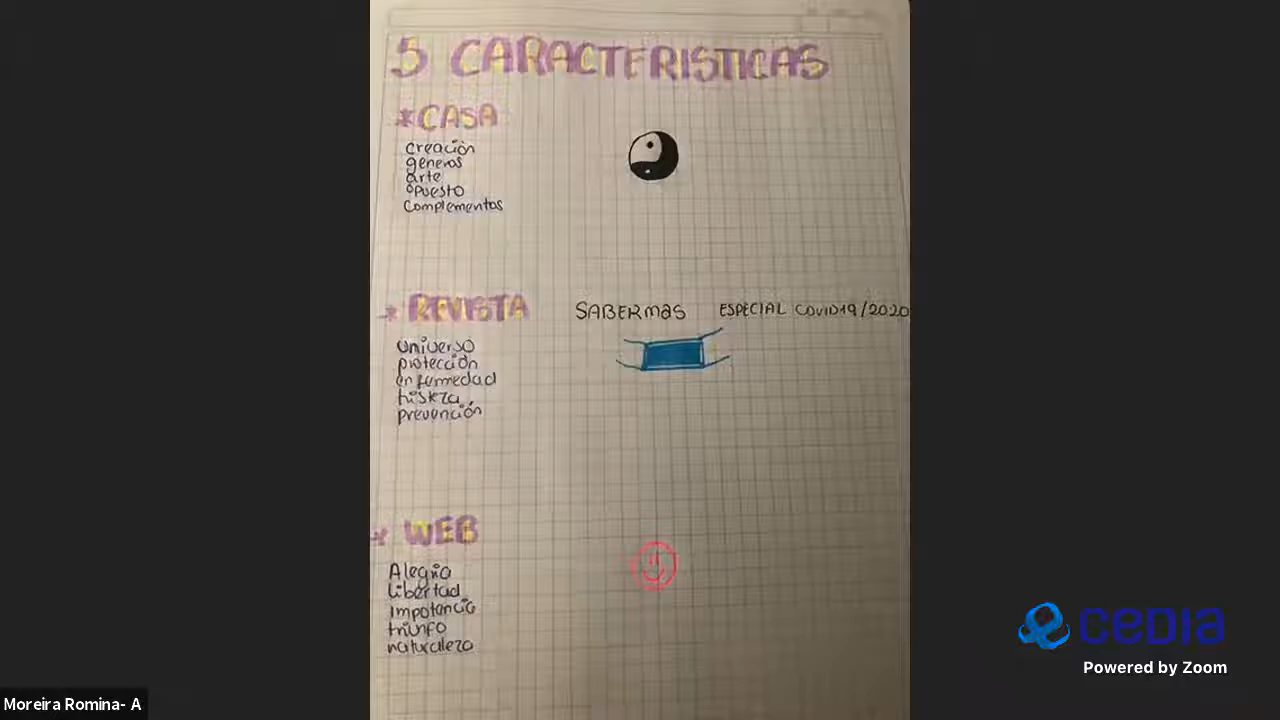 5 CARACTERISTICAS
*CASA
creación
generos
arte
opuesto
complementos
* REVISTA
SABERMAS ESPECIAL COVID19/2020
universo
protección
enfermedad
tristeza
prevención
* WEB
Alegria
libertad
impotencia
triunfo
naturaleza
CEDIA
Powered by Zoom
Moreira Romina- A